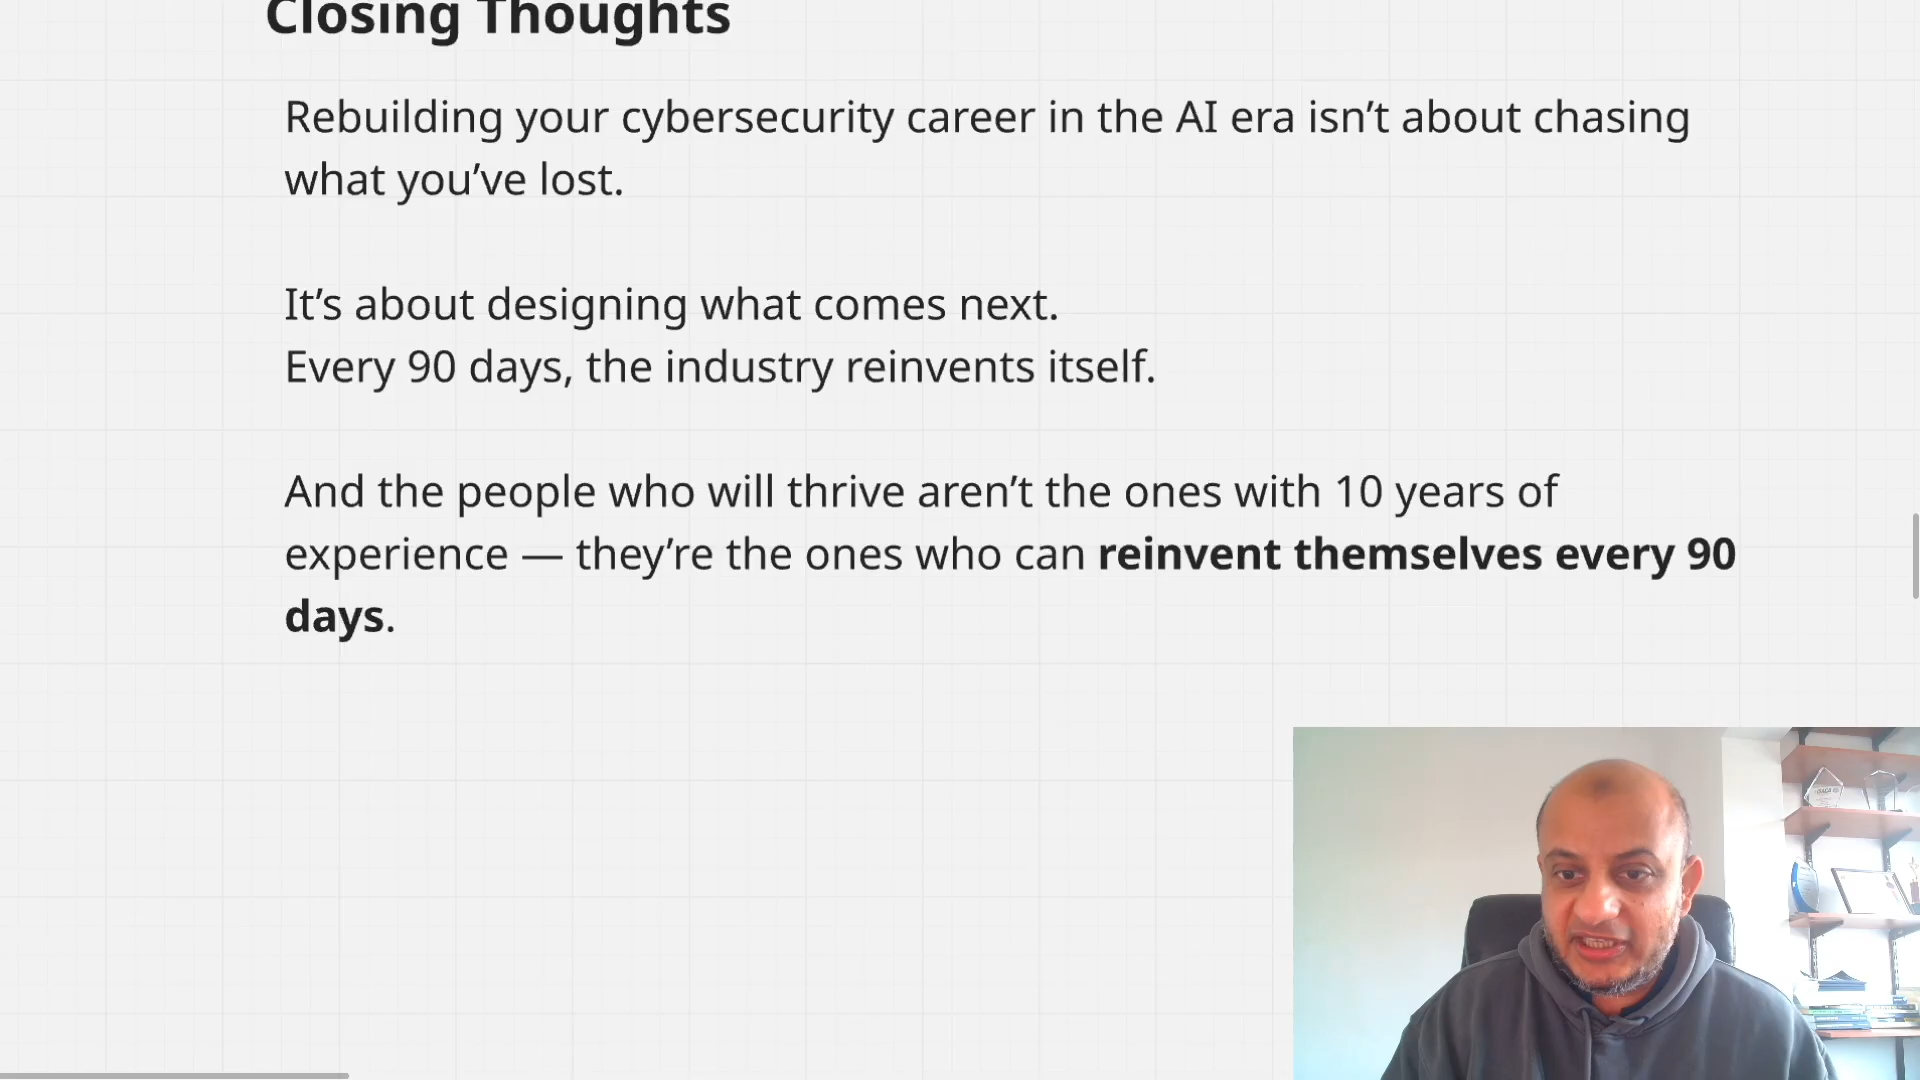 Closing Thoughts
Rebuilding your cybersecurity career in the AI era isn’t about chasing
what you’ve lost.
It’s about designing what comes next.
Every 90 days, the industry reinvents itself.
And the people who will thrive aren’t the ones with 10 years of
experience — they’re the ones who can reinvent themselves every 90
days.